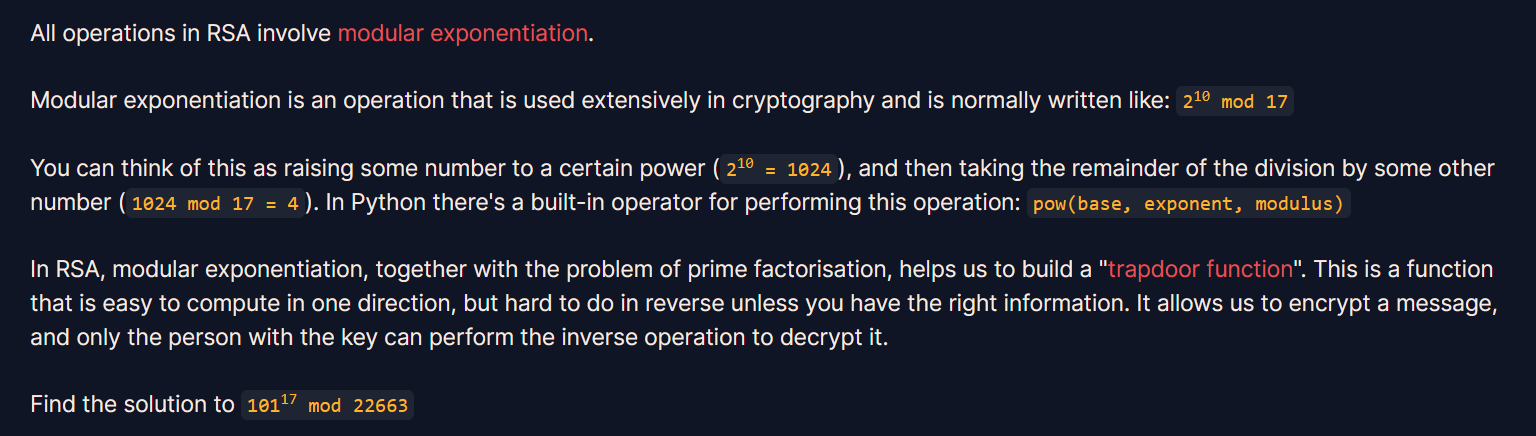 All operations in RSA involve modular exponentiation.
Modular exponentiation is an operation that is used extensively in cryptography and is normally written like: 2¹⁰ mod 17
You can think of this as raising some number to a certain power (2¹⁰ = 1024), and then taking the remainder of the division by some other
number (1024 mod 17 = 4). In Python there's a built-in operator for performing this operation: pow(base, exponent, modulus)
In RSA, modular exponentiation, together with the problem of prime factorisation, helps us to build a "trapdoor function". This is a function
that is easy to compute in one direction, but hard to do in reverse unless you have the right information. It allows us to encrypt a message,
and only the person with the key can perform the inverse operation to decrypt it.
Find the solution to 101¹⁷ mod 22663